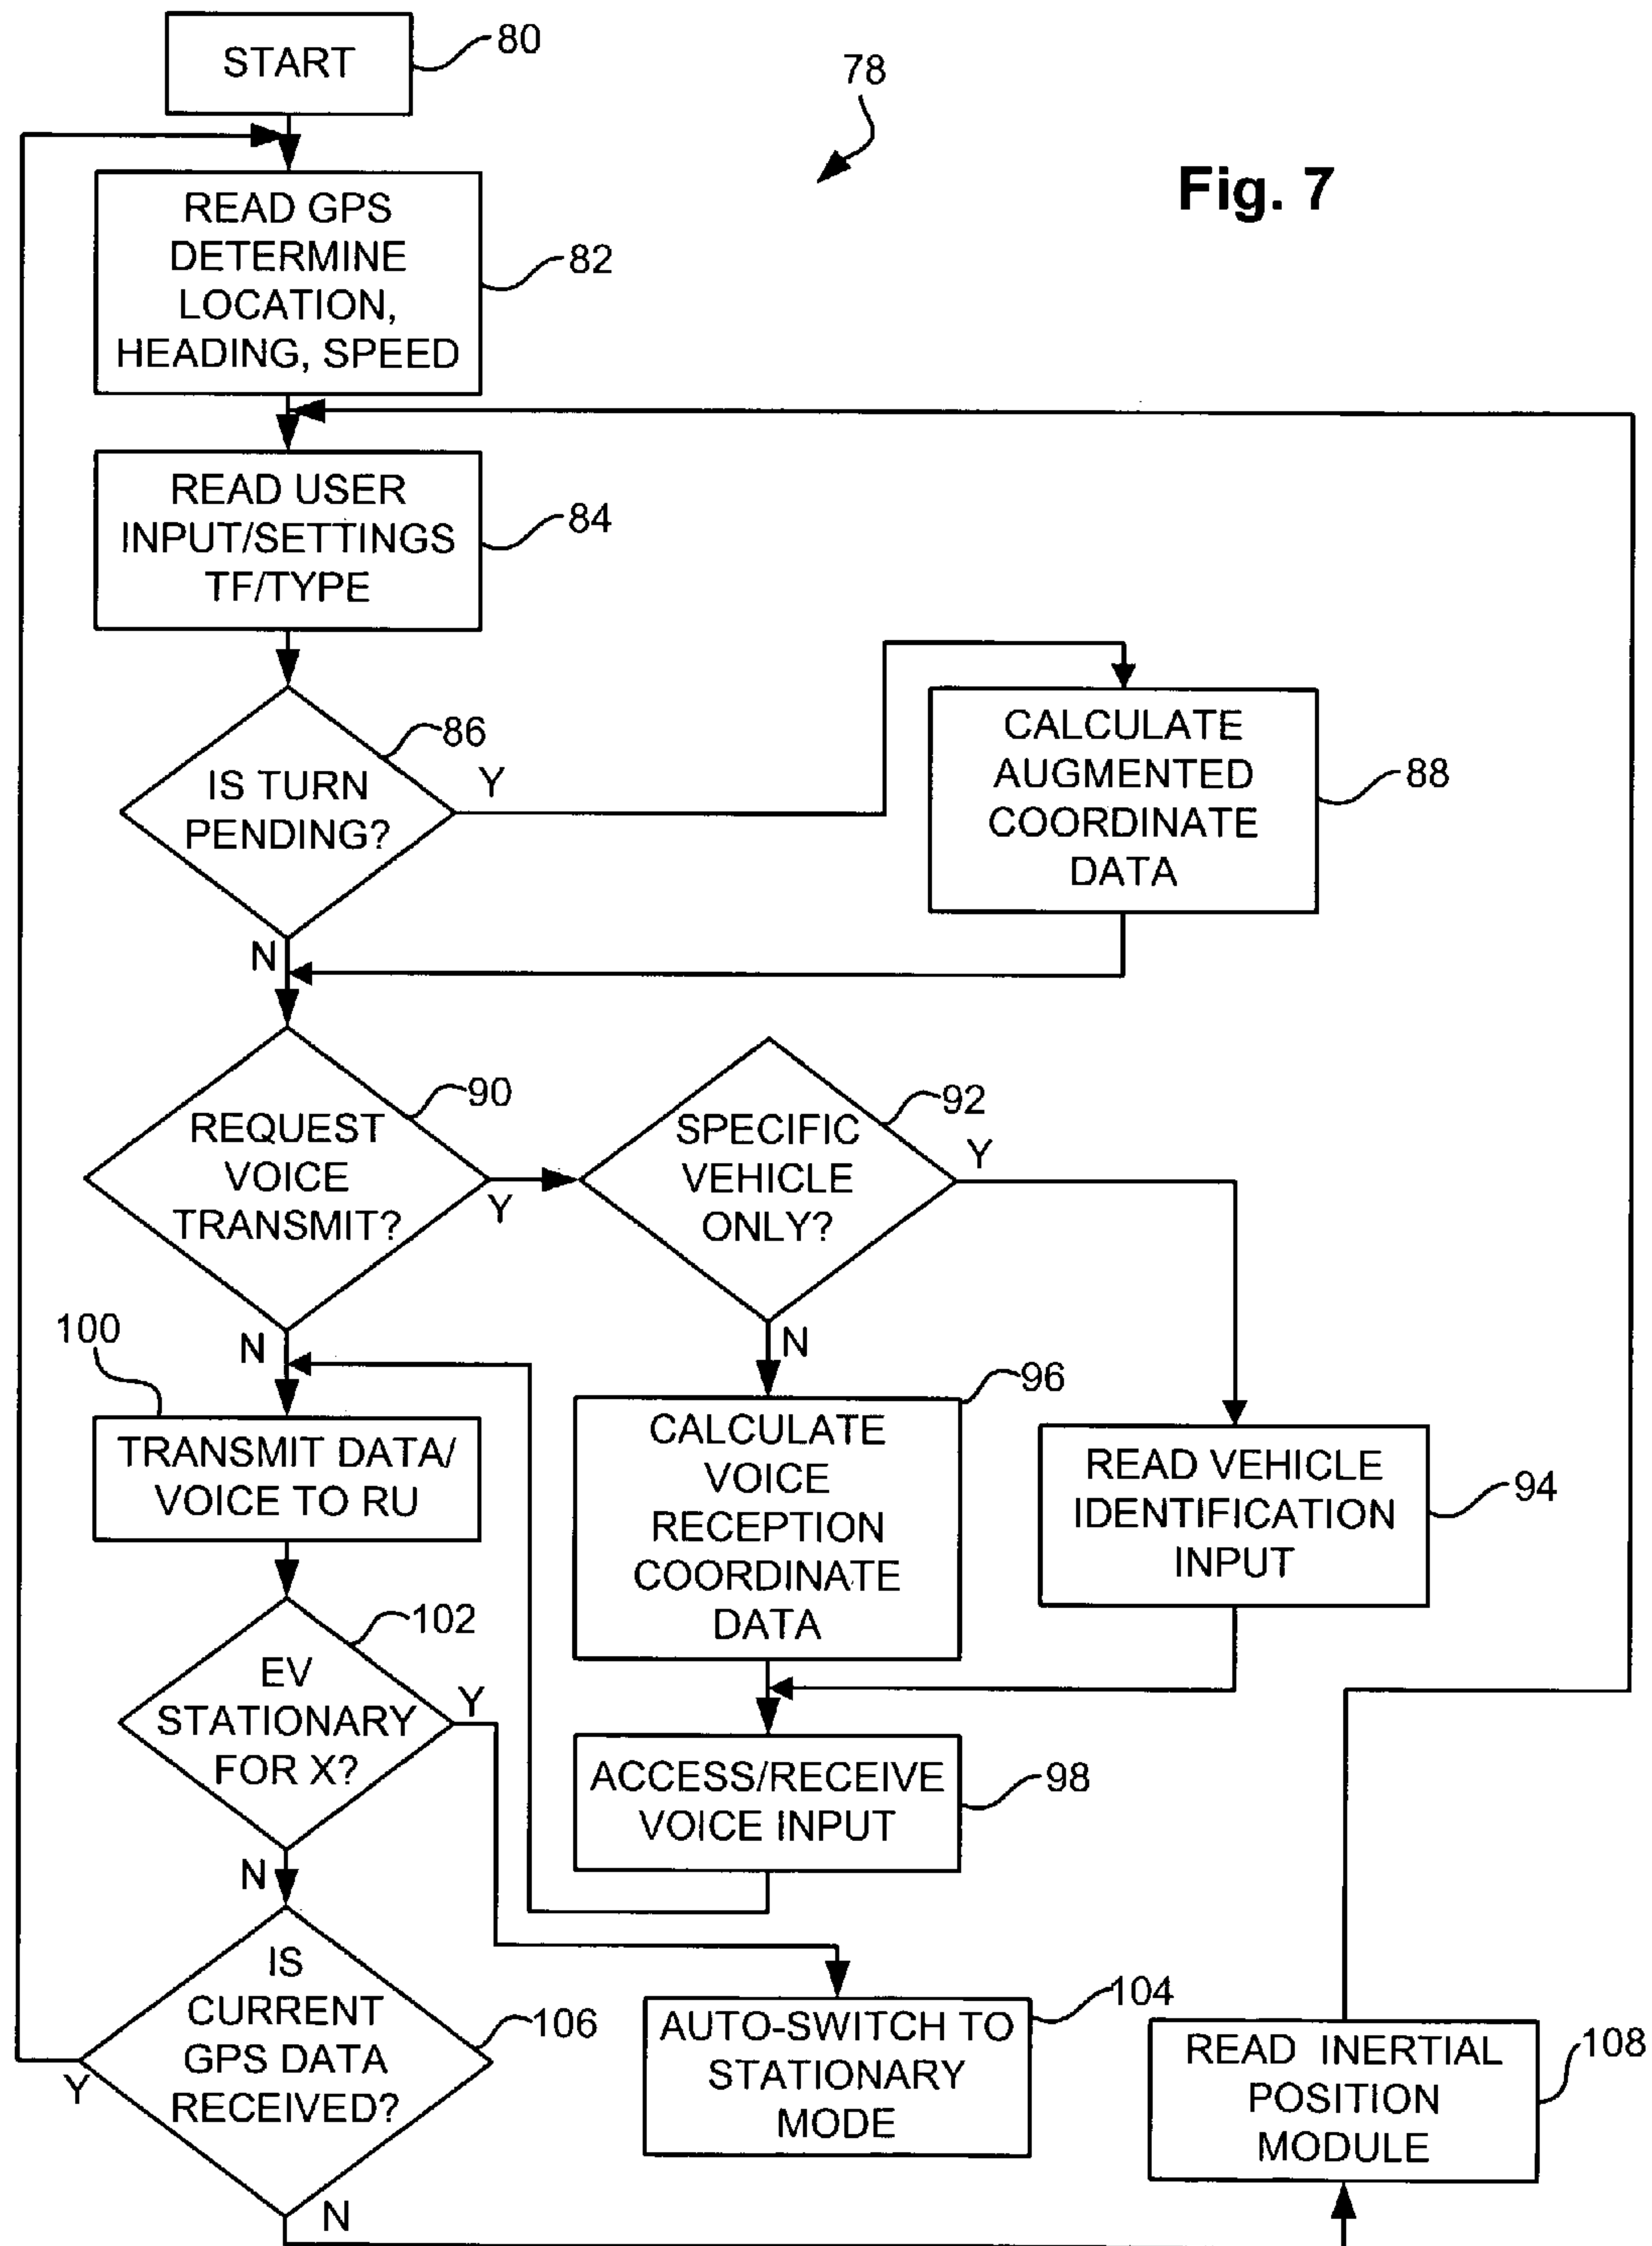 START
80
78
Fig. 7
READ GPS
DETERMINE
LOCATION,
HEADING, SPEED
82
READ USER
INPUT/SETTINGS
TF/TYPE
84
86
IS TURN
PENDING?
Y
N
CALCULATE
AUGMENTED
COORDINATE
DATA
88
90
REQUEST
VOICE
TRANSMIT?
Y
N
92
SPECIFIC
VEHICLE
ONLY?
Y
N
100
TRANSMIT DATA/
VOICE TO RU
96
CALCULATE
VOICE
RECEPTION
COORDINATE
DATA
READ VEHICLE
IDENTIFICATION
INPUT
94
102
EV
STATIONARY
FOR X?
Y
N
ACCESS/RECEIVE
VOICE INPUT
98
IS
CURRENT
GPS DATA
RECEIVED?
106
Y
N
AUTO-SWITCH TO
STATIONARY
MODE
104
READ INERTIAL
POSITION
MODULE
108